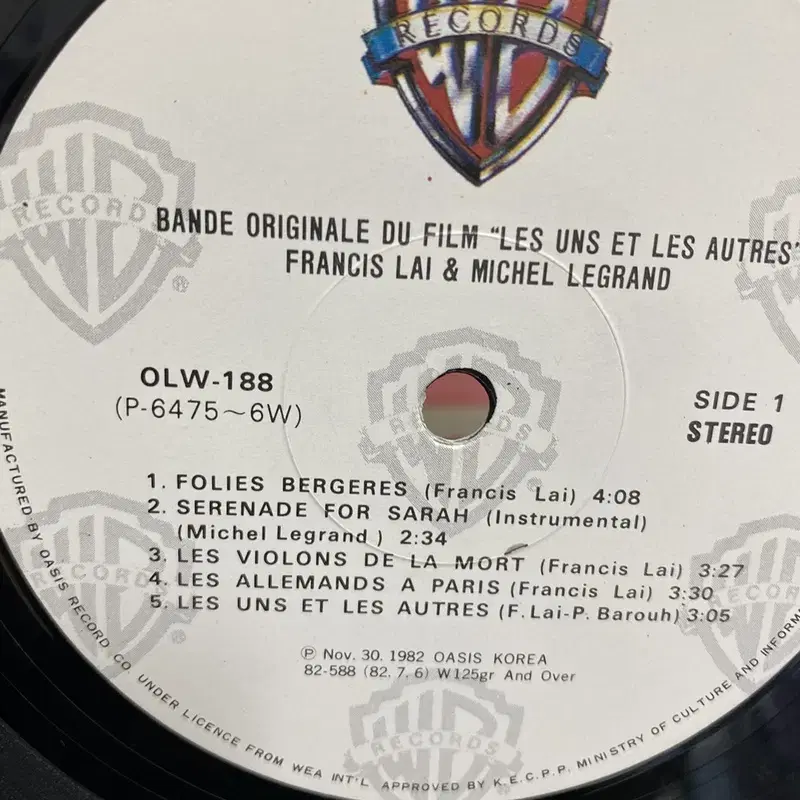 RECORDS
RECORDS
BANDE ORIGINALE DU FILM "LES UNS ET LES AUTRES"
FRANCIS LAI & MICHEL LEGRAND
OLW-188
(P-6475~6W)
SIDE 1
STEREO
RECORDS
1. FOLIES BERGERES (Francis Lai) 4:08
2. SERENADE FOR SARAH (Instrumental)
(Michel Legrand ) 2:34
3. LES VIOLONS DE LA MORT (Francis Lai) 3:27
4. LES ALLEMANDS A PARIS (Francis Lai) 3:30
5. LES UNS ET LES AUTRES (F. Lai-P. Barouh) 3:05
Ⓟ Nov. 30. 1982 OASIS KOREA
82-588 (82. 7. 6) W125gr And Over
RECORDS
MANUFACTURED BY OASIS RECORD CO. UNDER LICENCE FROM WEA INT'L APPROVED BY K.E.C.P.P. MINISTRY OF CULTURE AND